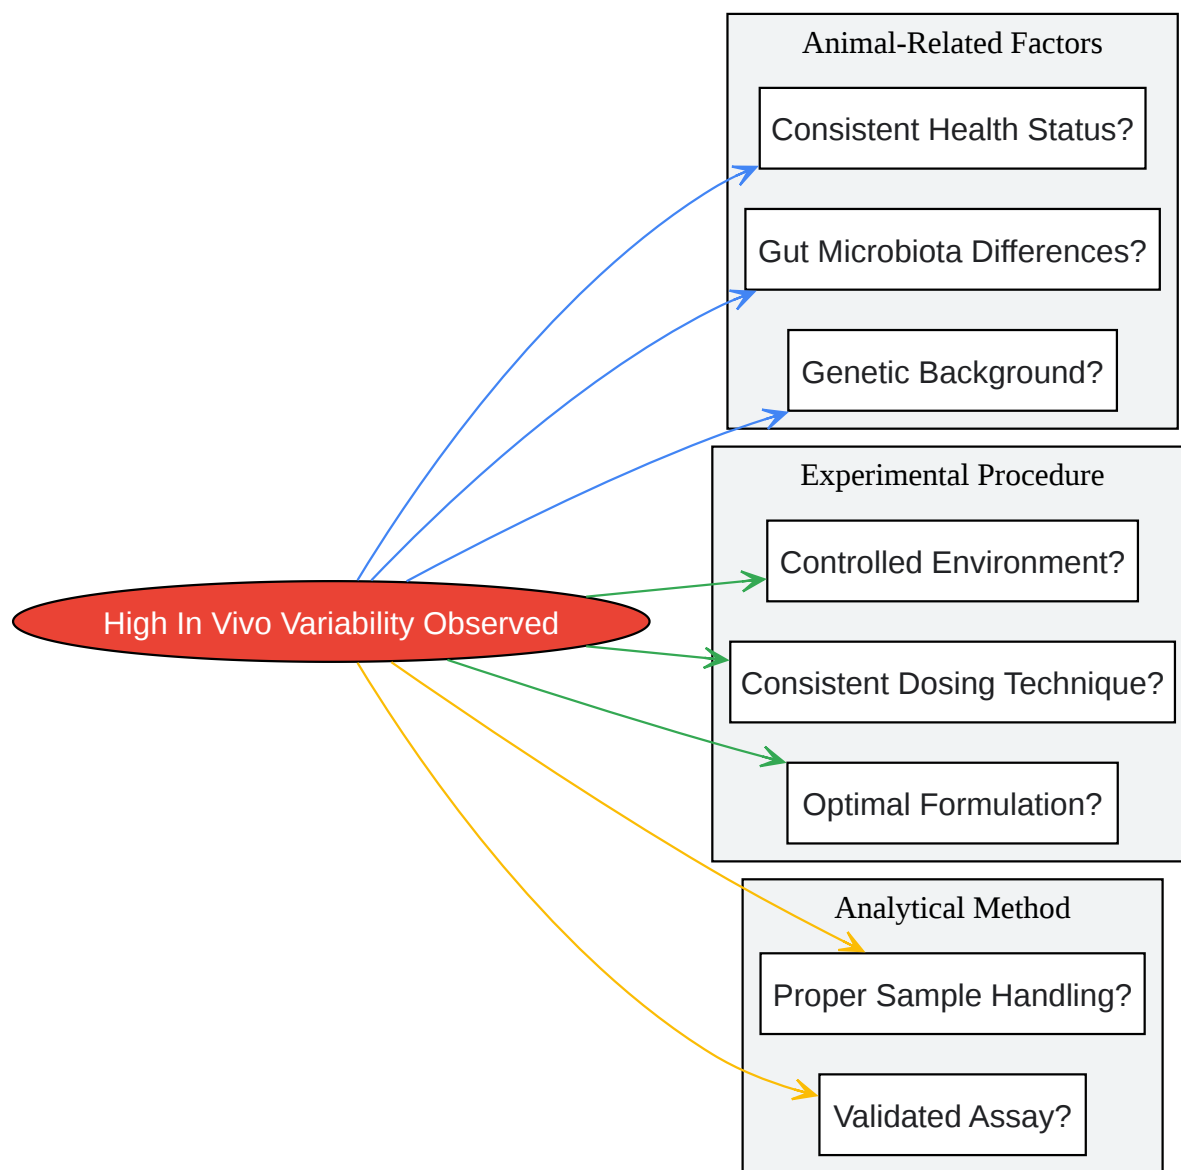 Animal-Related Factors
Consistent Health Status?
Gut Microbiota Differences?
Genetic Background?
Experimental Procedure
Controlled Environment?
High In Vivo Variability Observed
Consistent Dosing Technique?
Optimal Formulation?
Analytical Method
Proper Sample Handling?
Validated Assay?